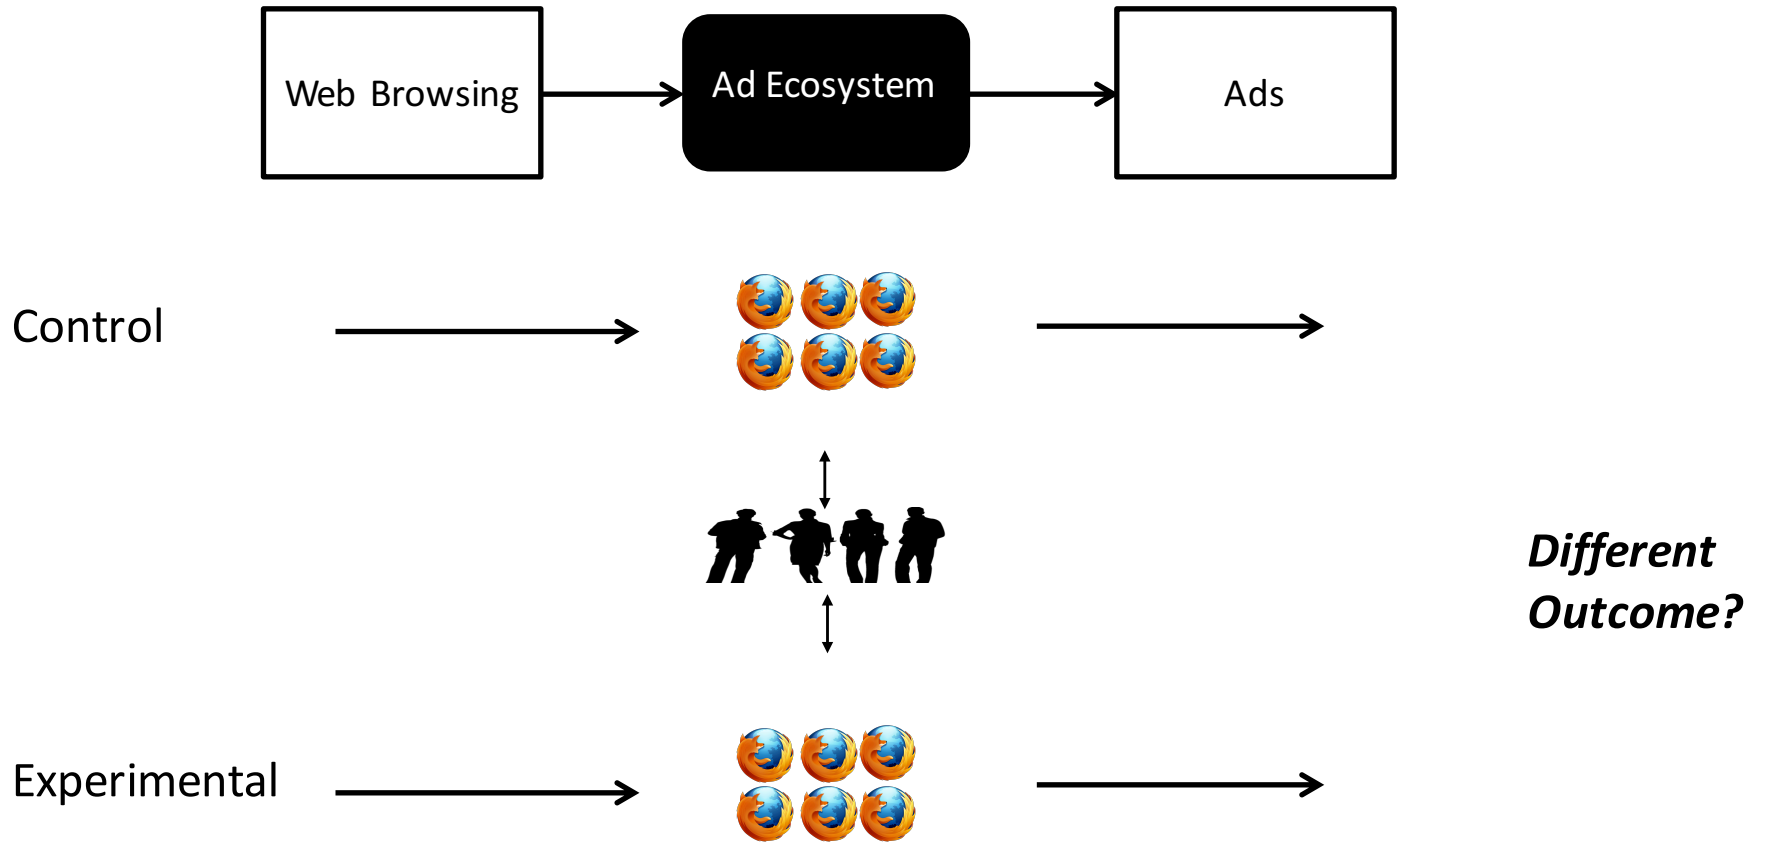 Web Browsing
Ad Ecosystem
Ads
Control
Different
Outcome?
Experimental